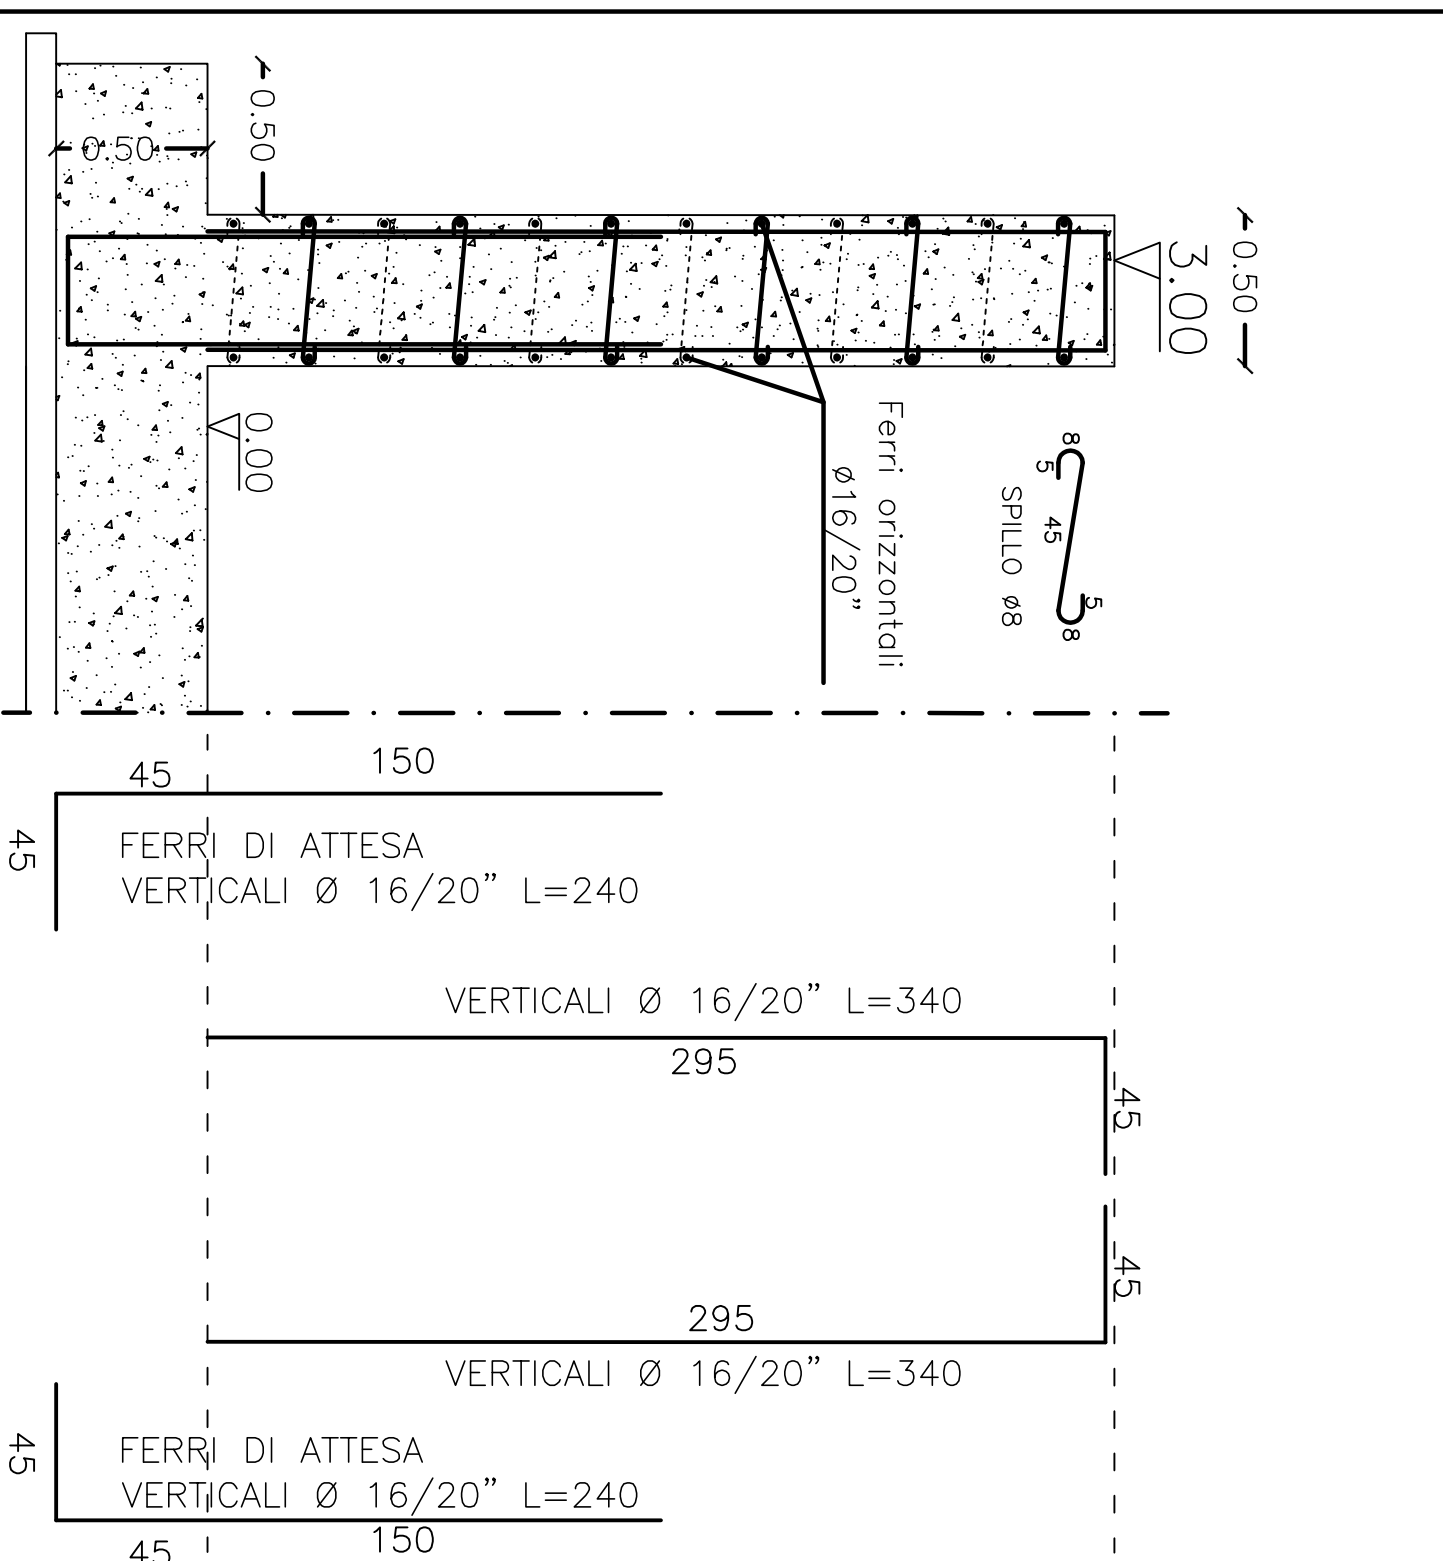 0.50
0.50
0.50
3.00
0.00
Ferri orizzontali
ø16/20”
8
5
45
5
8
SPILLO ø8
45
150
45
FERRI DI ATTESA
VERTICALI Ø 16/20” L=240
VERTICALI Ø 16/20” L=340
295
45
45
295
VERTICALI Ø 16/20” L=340
45
FERRI DI ATTESA
VERTICALI Ø 16/20” L=240
150
45